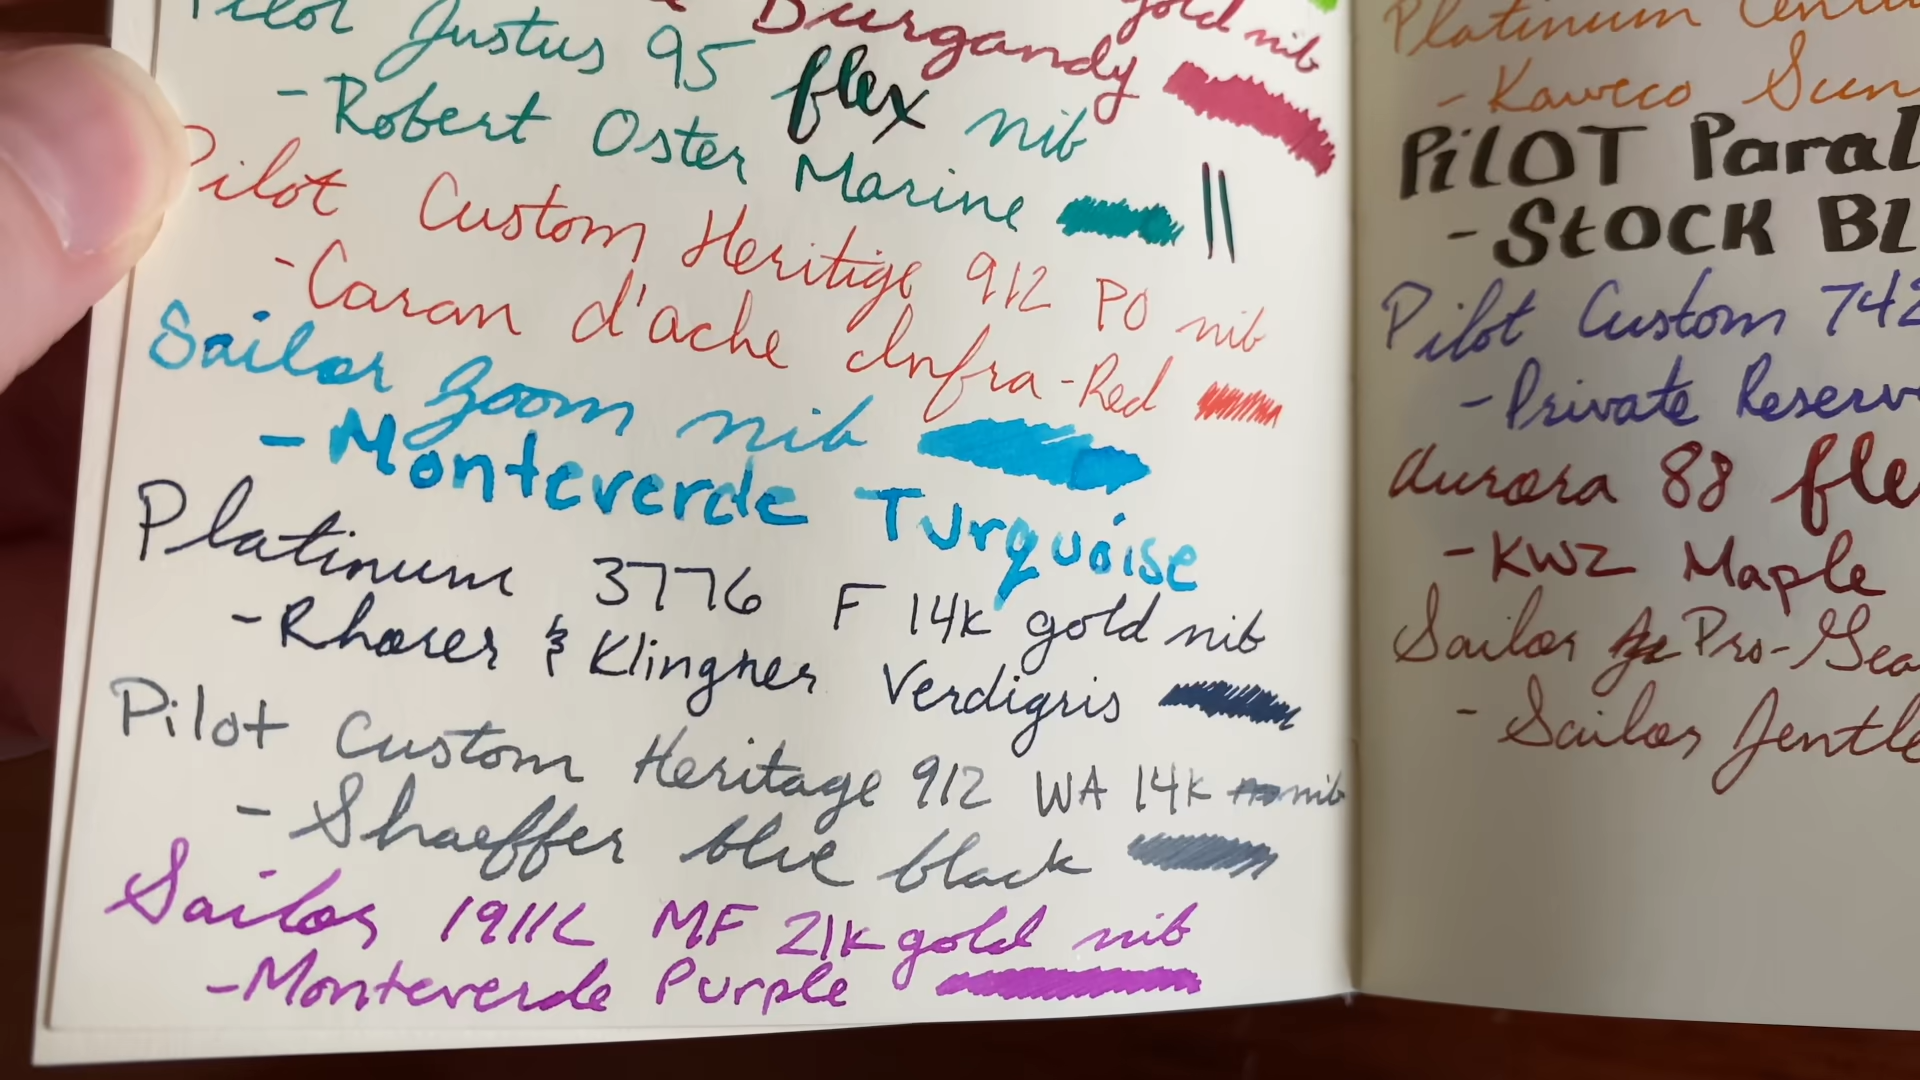 Burgandy gold nib
Pilot Justus 95 flex nib
- Robert Oster Marine
Pilot Custom Heritige 912 PO nib
- Caran d'ache Infra-Red
Sailor Zoom nib
- Monteverde Turquoise
Platinum 3776 F 14K gold nib
- Rhorer & Klingner Verdigris
Pilot Custom Heritage 912 WA 14K nib
- Shaeffer blue black
Sailor 1911L MF 21K gold nib
- Monteverde Purple
Platinum
- Kaweco Sun
PiLOT Paral
- StOCK BL
Pilot Custom 742
- Private Reserv
Aurora 88 fle
- KWZ Maple
Sailor Pro-Gea
- Sailor Jentle